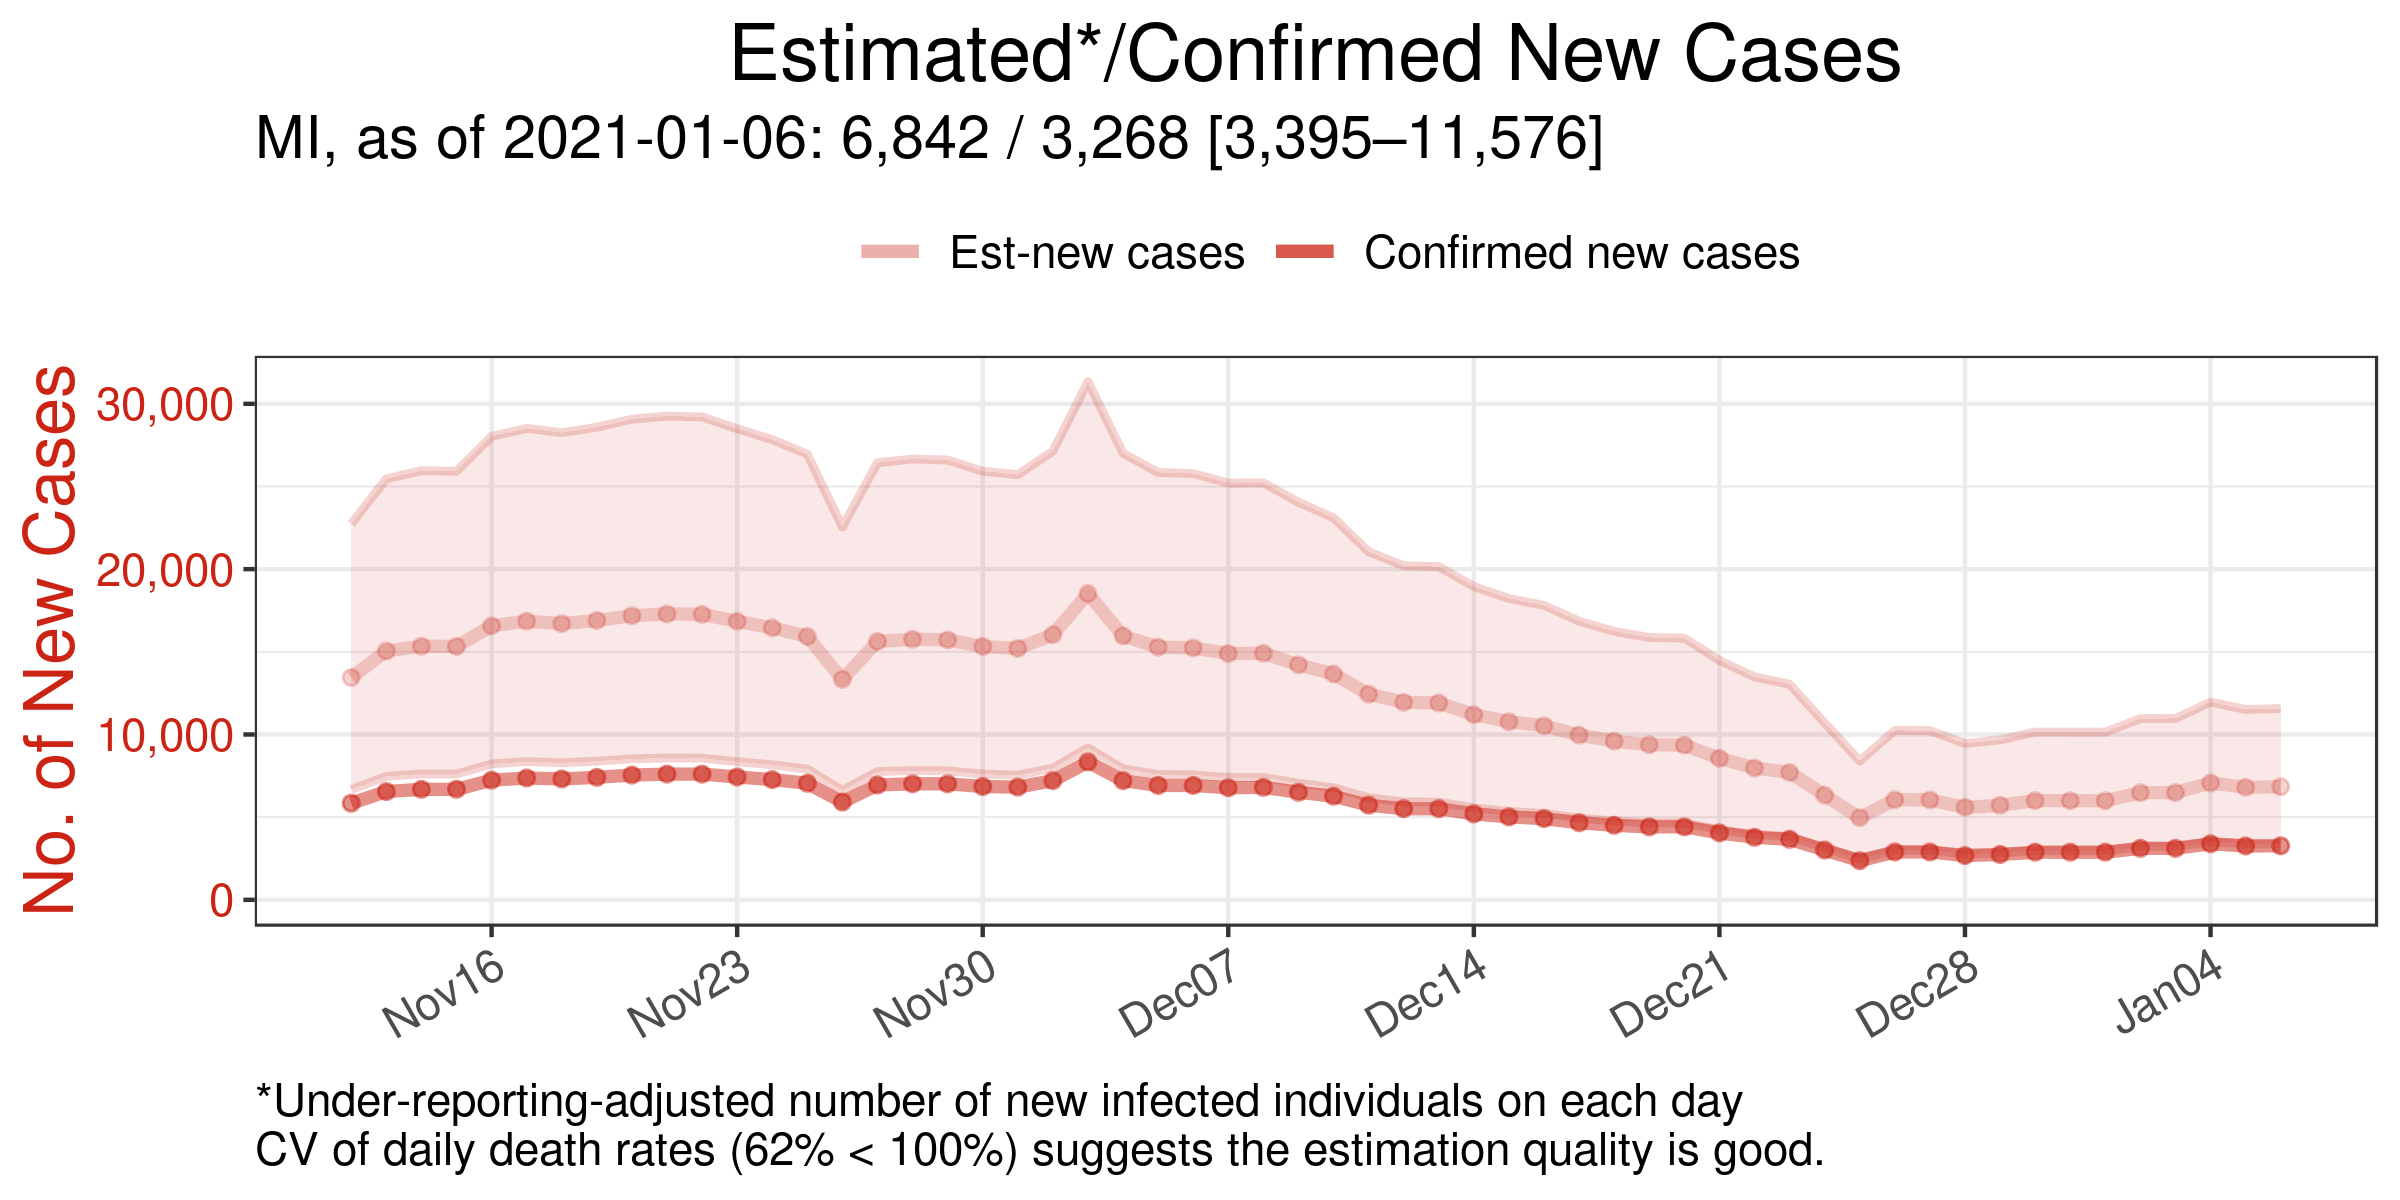 Estimated*/Confirmed New Cases
MI, as of 2021-01-06: 6,842 / 3,268 [3,395–11,576]
Est-new cases
Confirmed new cases
No. of New Cases
30,000
20,000
10,000
0
Nov16
Nov23
Nov30
Dec07
Dec14
Dec21
Dec28
Jan04
*Under-reporting-adjusted number of new infected individuals on each day
CV of daily death rates (62% < 100%) suggests the estimation quality is good.